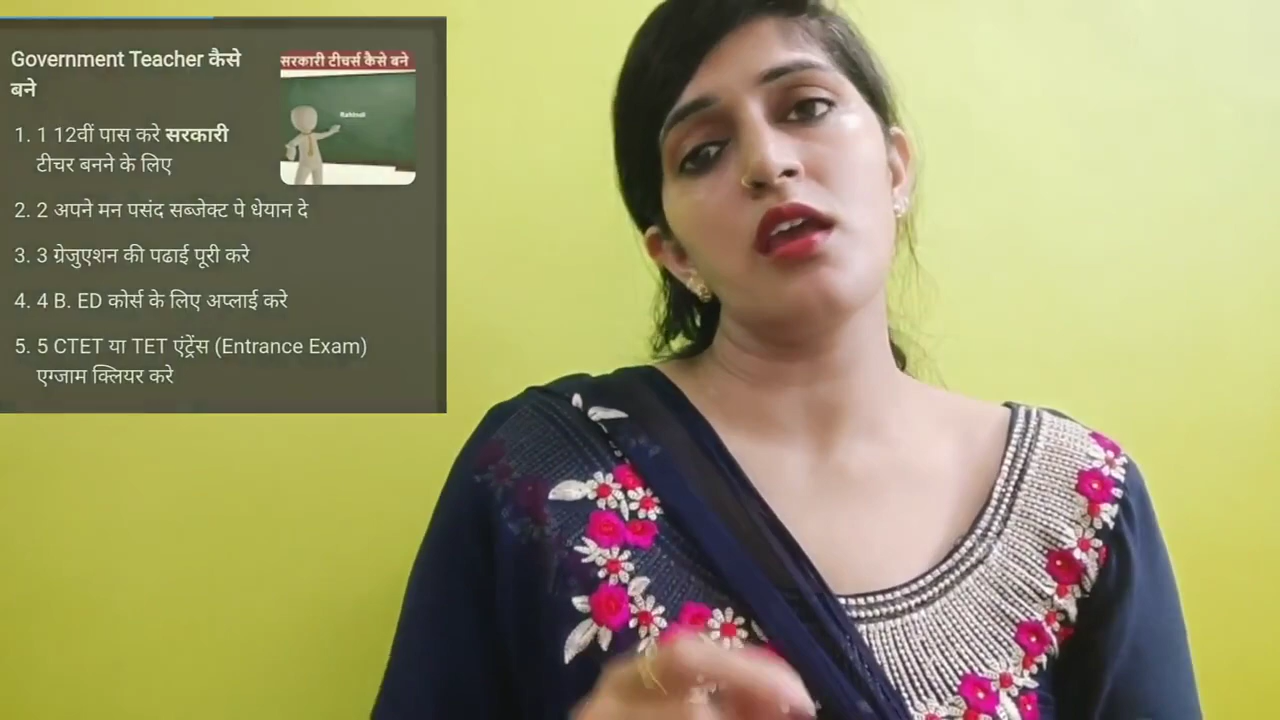 Government Teacher कैसे
बने
सरकारी टीचर्स कैसे बने
1. 1 12वीं पास करे सरकारी
टीचर बनने के लिए
2. 2 अपने मन पसंद सब्जेक्ट पे धेयान दे
3. 3 ग्रेजुएशन की पढाई पूरी करे
4. 4 B. ED कोर्स के लिए अप्लाई करे
5. 5 CTET या TET एंट्रेंस (Entrance Exam)
एग्जाम क्लियर करे